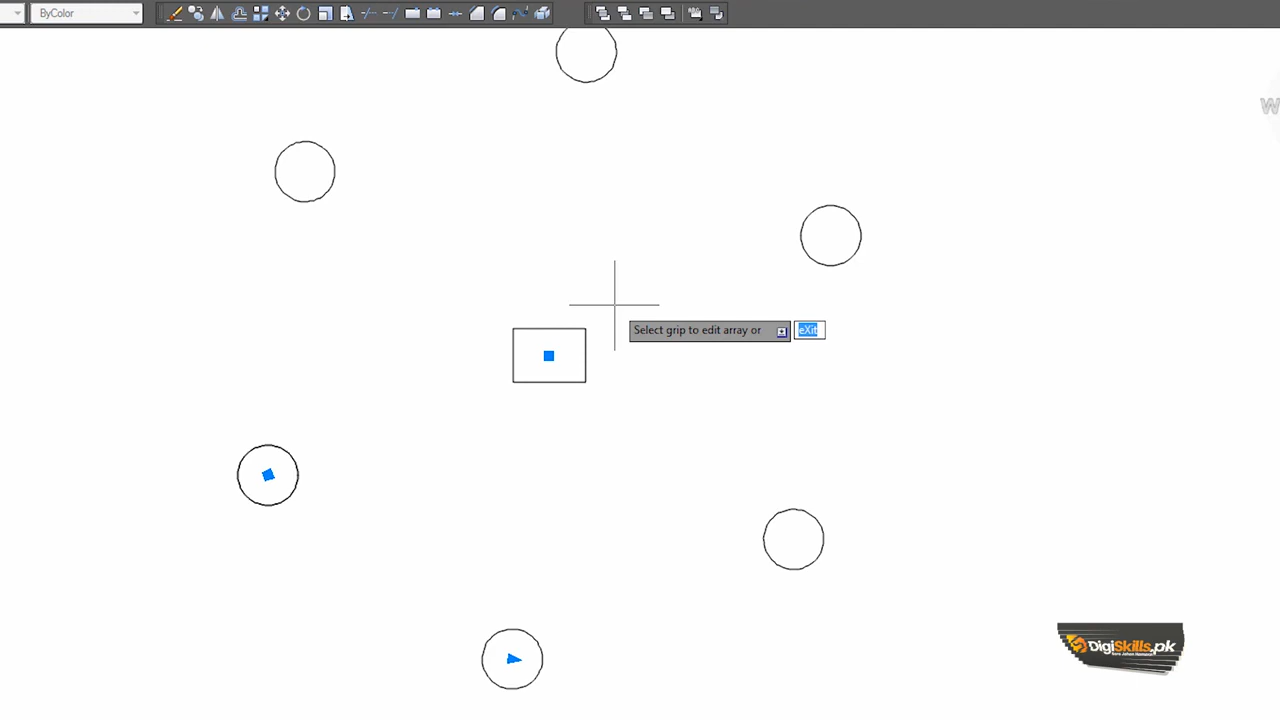 ByColor
W
Select grip to edit array or
eXit
DigiSkills.pk